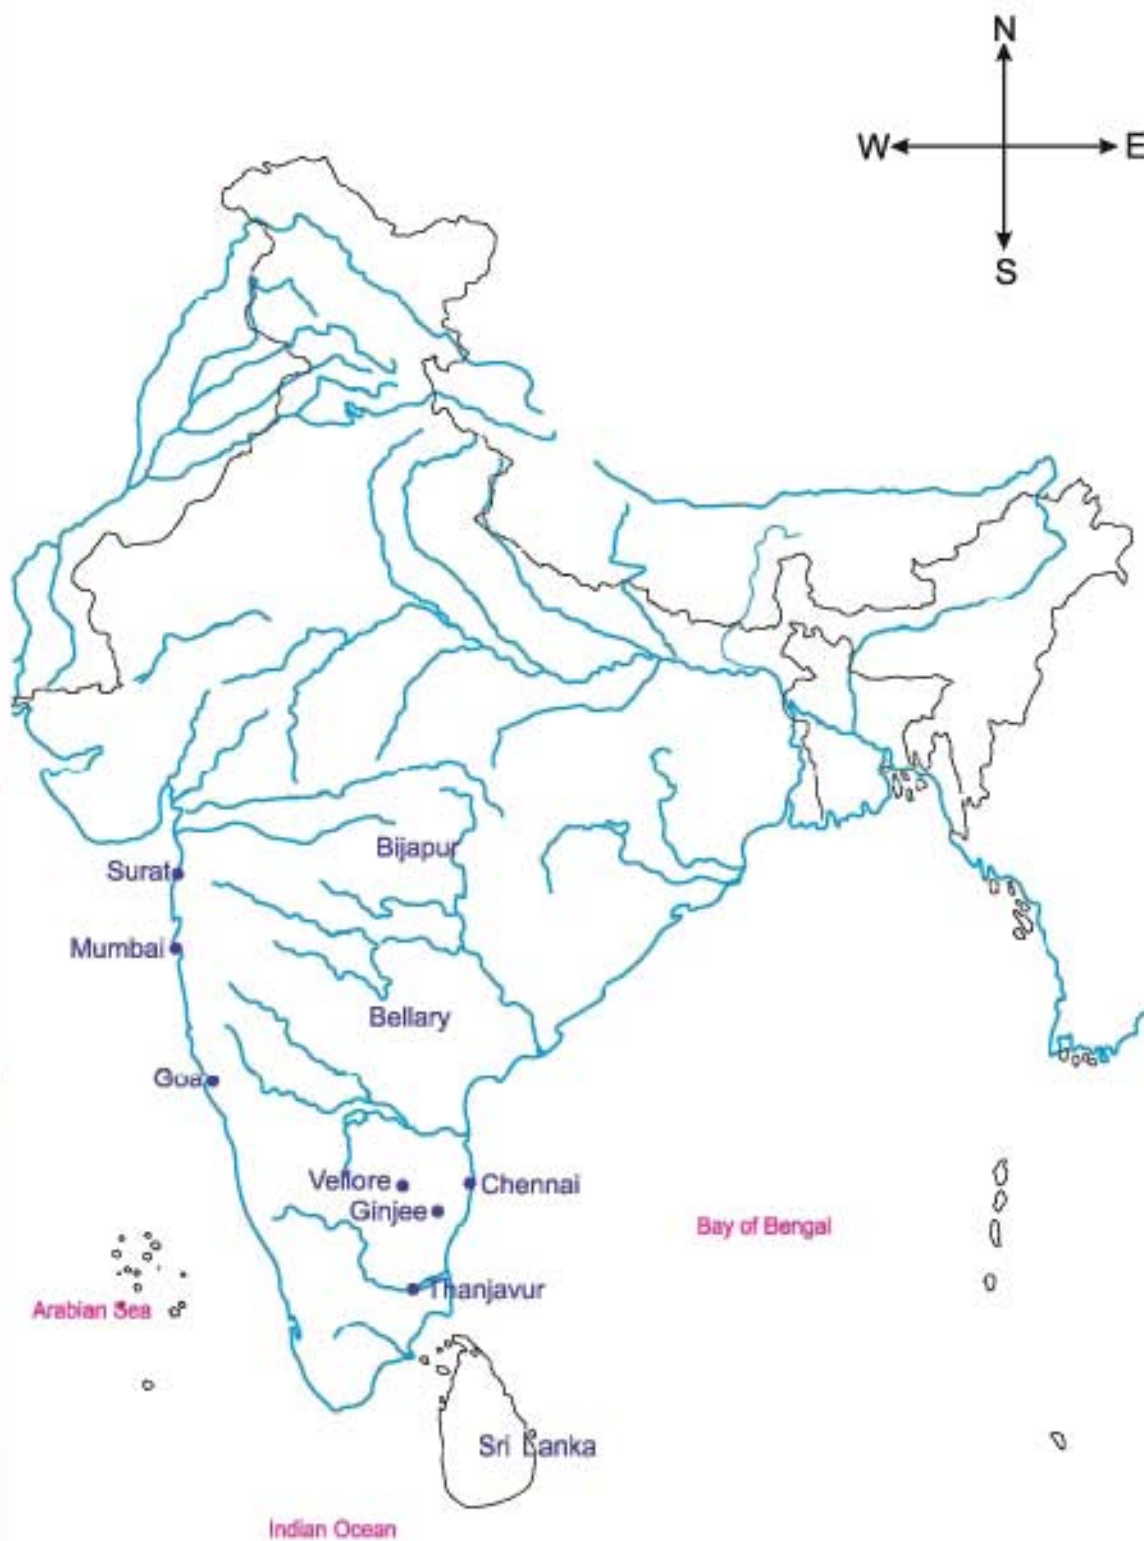 N
W E
S
Bijapur
Surat
Mumbai
Bellary
Goa
Vellore
Chennai
Ginjee
Bay of Bengal
Thanjavur
Arabian Sea
Sri Lanka
Indian Ocean